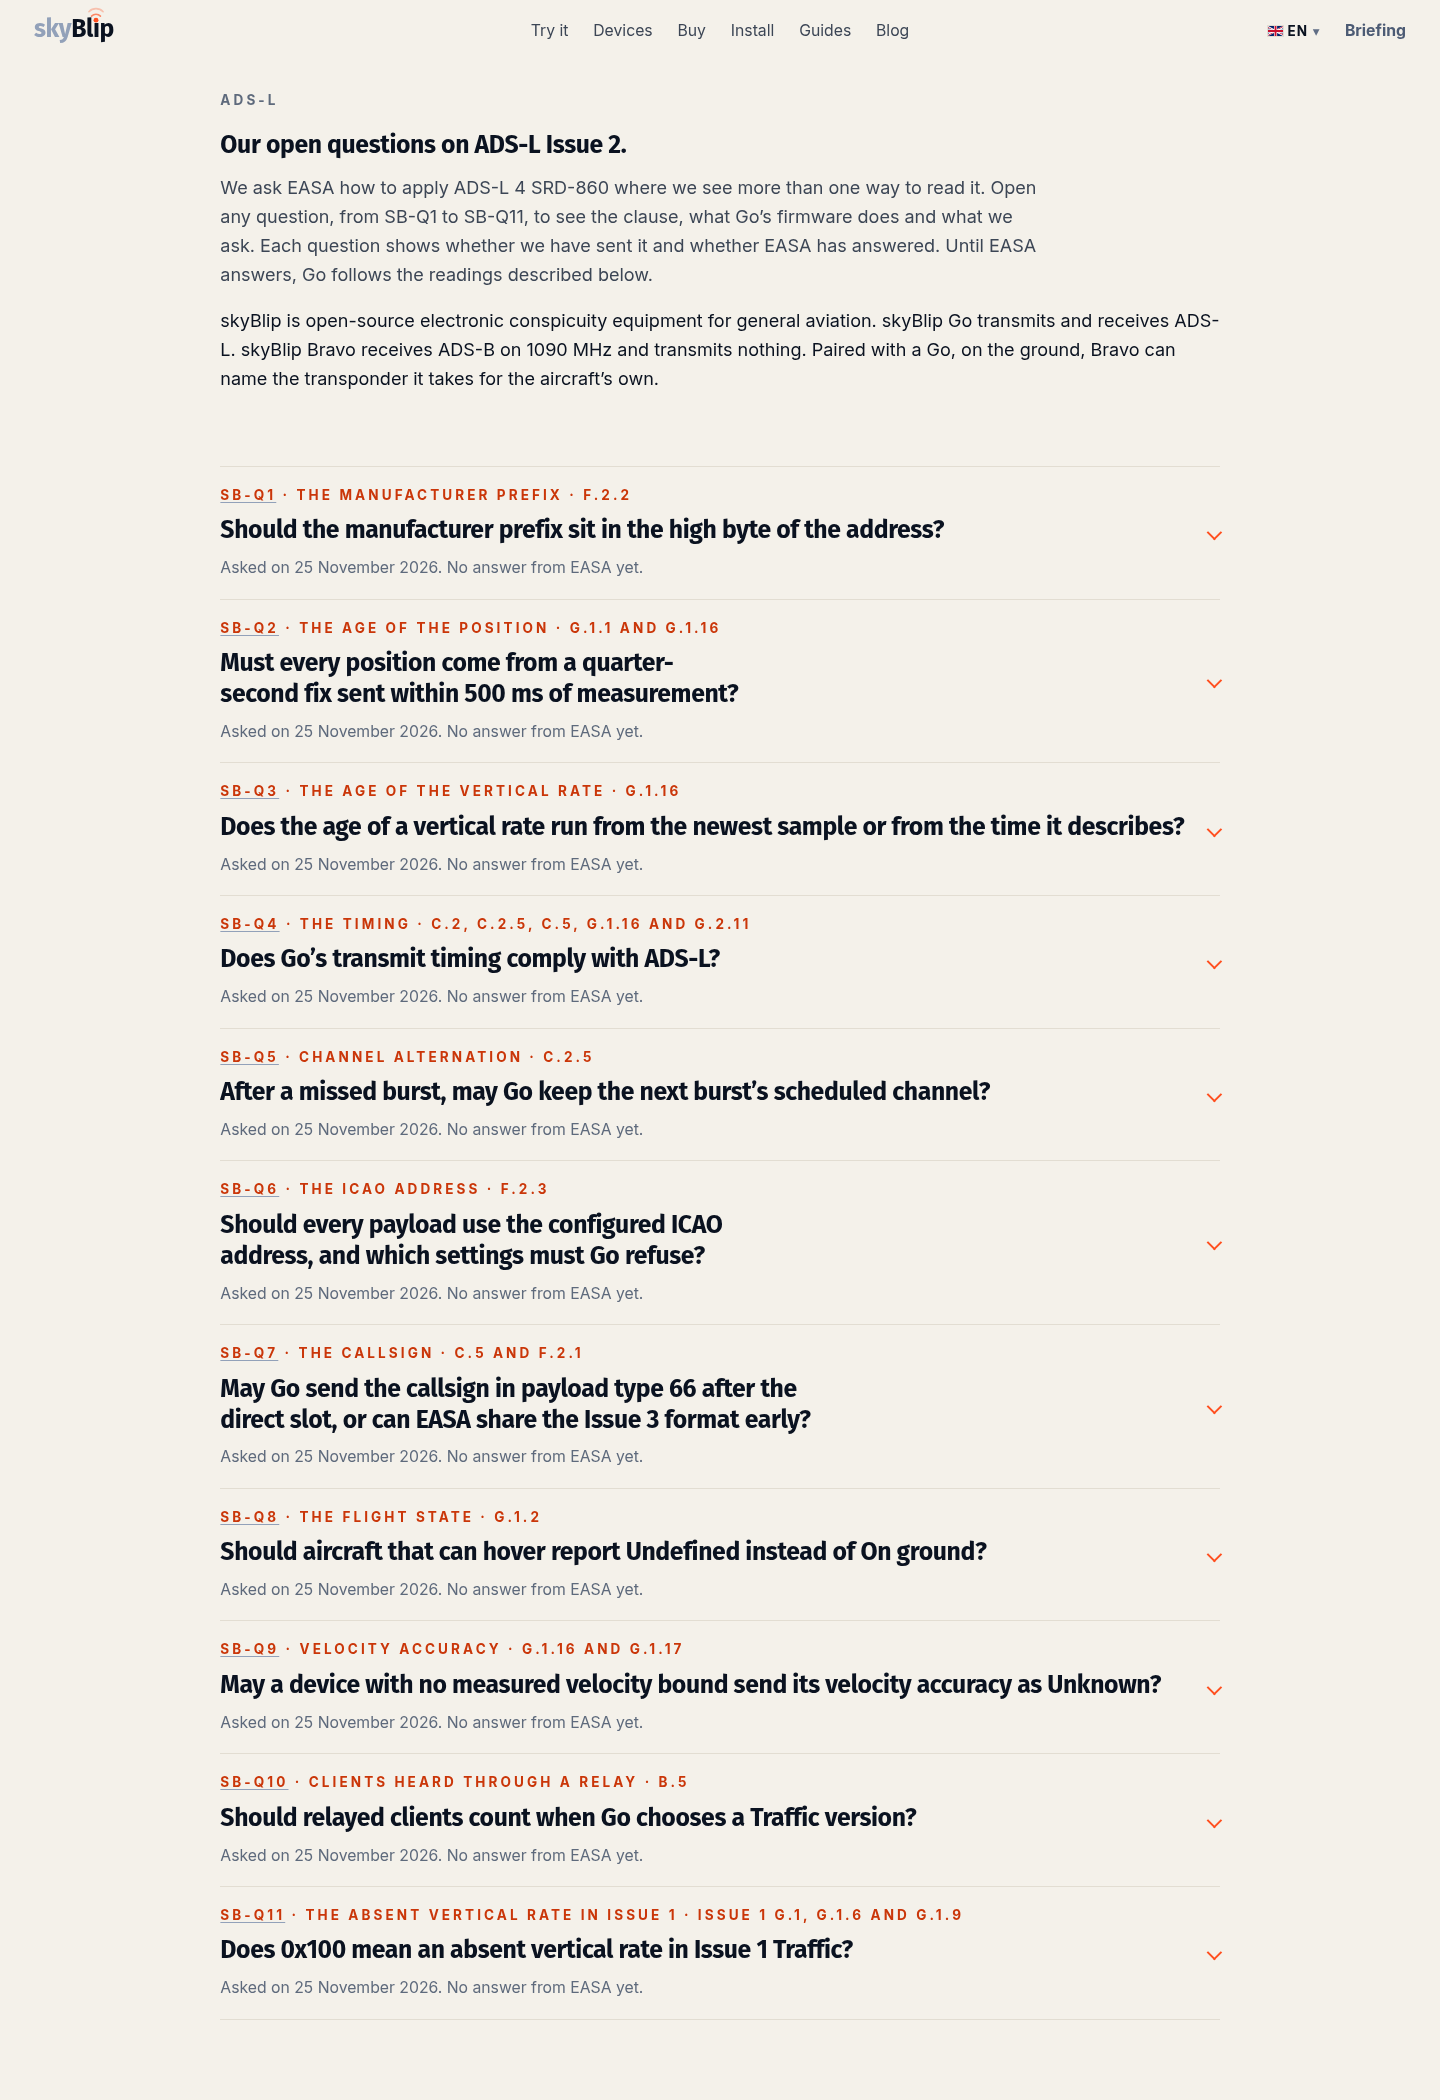 skyBlip
Try it Devices Buy Install Guides Blog
EN ▾ Briefing
ADS-L
Our open questions on ADS-L Issue 2.
We ask EASA how to apply ADS-L 4 SRD-860 where we see more than one way to read it. Open
any question, from SB-Q1 to SB-Q11, to see the clause, what Go’s firmware does and what we
ask. Each question shows whether we have sent it and whether EASA has answered. Until EASA
answers, Go follows the readings described below.
skyBlip is open-source electronic conspicuity equipment for general aviation. skyBlip Go transmits and receives ADS-
L. skyBlip Bravo receives ADS-B on 1090 MHz and transmits nothing. Paired with a Go, on the ground, Bravo can
name the transponder it takes for the aircraft’s own.
SB-Q1 · THE MANUFACTURER PREFIX · F.2.2
Should the manufacturer prefix sit in the high byte of the address?
Asked on 25 November 2026. No answer from EASA yet.
SB-Q2 · THE AGE OF THE POSITION · G.1.1 AND G.1.16
Must every position come from a quarter-
second fix sent within 500 ms of measurement?
Asked on 25 November 2026. No answer from EASA yet.
SB-Q3 · THE AGE OF THE VERTICAL RATE · G.1.16
Does the age of a vertical rate run from the newest sample or from the time it describes?
Asked on 25 November 2026. No answer from EASA yet.
SB-Q4 · THE TIMING · C.2, C.2.5, C.5, G.1.16 AND G.2.11
Does Go’s transmit timing comply with ADS-L?
Asked on 25 November 2026. No answer from EASA yet.
SB-Q5 · CHANNEL ALTERNATION · C.2.5
After a missed burst, may Go keep the next burst’s scheduled channel?
Asked on 25 November 2026. No answer from EASA yet.
SB-Q6 · THE ICAO ADDRESS · F.2.3
Should every payload use the configured ICAO
address, and which settings must Go refuse?
Asked on 25 November 2026. No answer from EASA yet.
SB-Q7 · THE CALLSIGN · C.5 AND F.2.1
May Go send the callsign in payload type 66 after the
direct slot, or can EASA share the Issue 3 format early?
Asked on 25 November 2026. No answer from EASA yet.
SB-Q8 · THE FLIGHT STATE · G.1.2
Should aircraft that can hover report Undefined instead of On ground?
Asked on 25 November 2026. No answer from EASA yet.
SB-Q9 · VELOCITY ACCURACY · G.1.16 AND G.1.17
May a device with no measured velocity bound send its velocity accuracy as Unknown?
Asked on 25 November 2026. No answer from EASA yet.
SB-Q10 · CLIENTS HEARD THROUGH A RELAY · B.5
Should relayed clients count when Go chooses a Traffic version?
Asked on 25 November 2026. No answer from EASA yet.
SB-Q11 · THE ABSENT VERTICAL RATE IN ISSUE 1 · ISSUE 1 G.1, G.1.6 AND G.1.9
Does 0x100 mean an absent vertical rate in Issue 1 Traffic?
Asked on 25 November 2026. No answer from EASA yet.